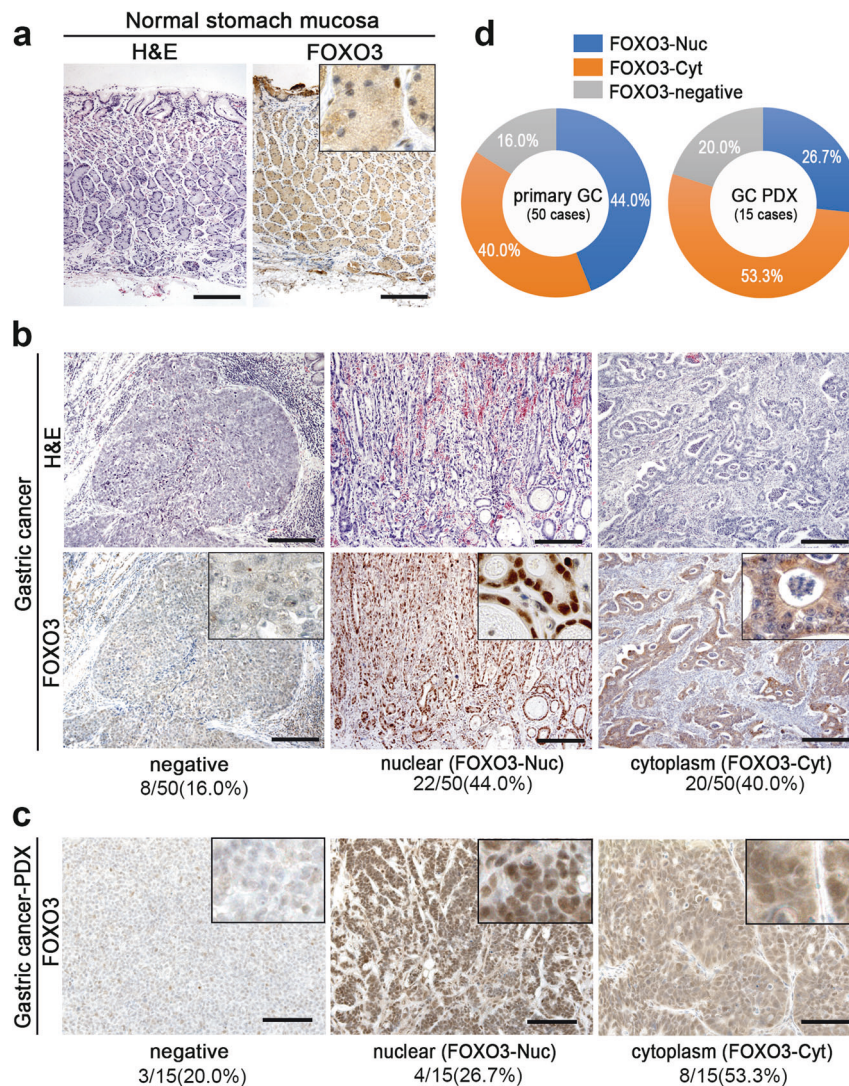 a
Normal stomach mucosa
H&E
FOXO3
d
FOXO3-Nuc
FOXO3-Cyt
FOXO3-negative
16.0%
44.0%
40.0%
primary GC
(50 cases)
20.0%
26.7%
53.3%
GC PDX
(15 cases)
b
Gastric cancer
H&E
FOXO3
negative
8/50(16.0%)
nuclear (FOXO3-Nuc)
22/50(44.0%)
cytoplasm (FOXO3-Cyt)
20/50(40.0%)
c
Gastric cancer-PDX
FOXO3
negative
3/15(20.0%)
nuclear (FOXO3-Nuc)
4/15(26.7%)
cytoplasm (FOXO3-Cyt)
8/15(53.3%)